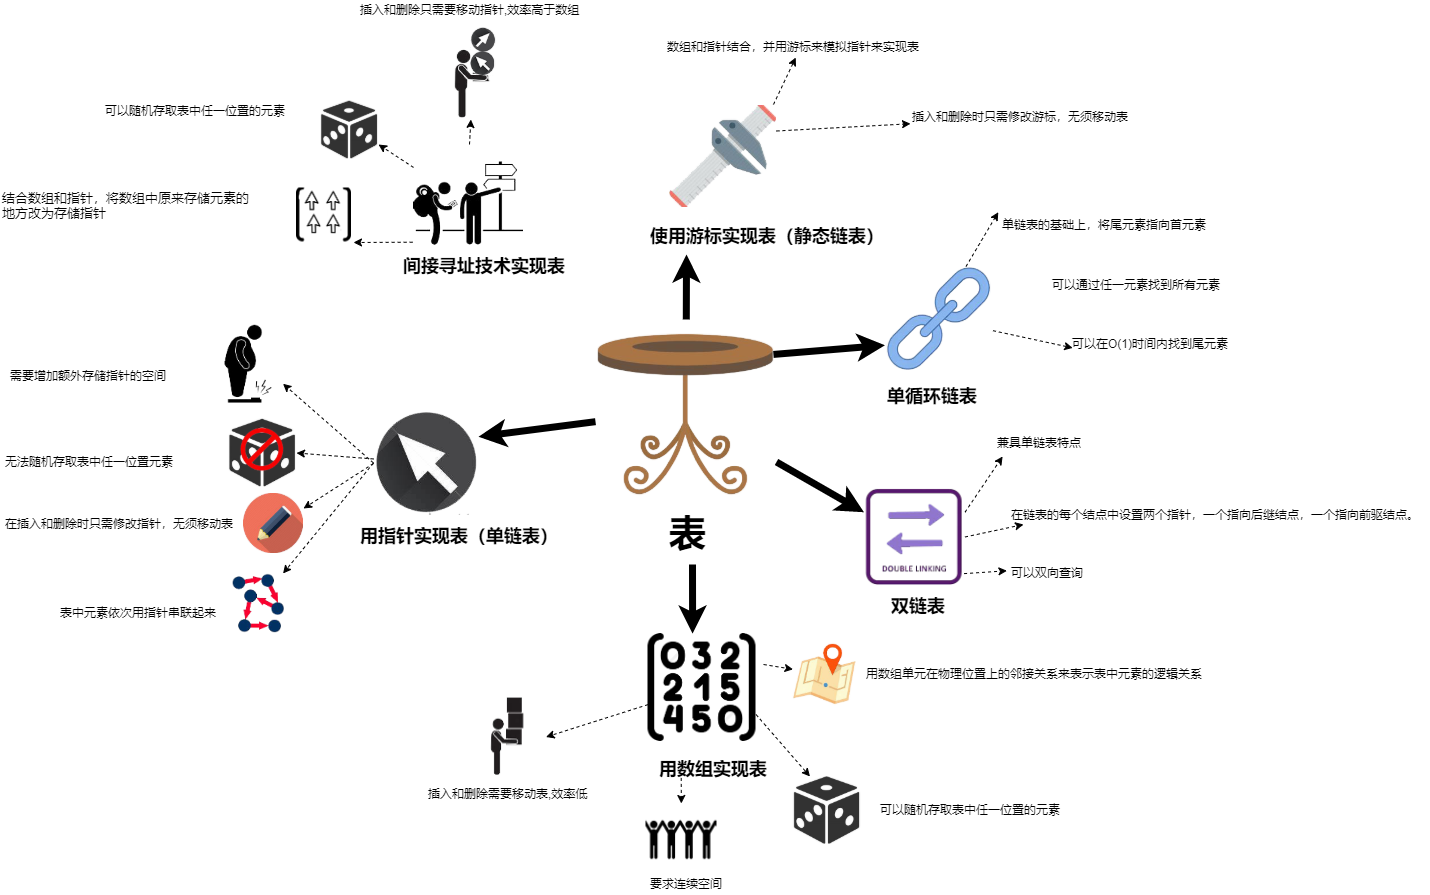 插入和删除只需要移动指针,效率高于数组
可以随机存取表中任一位置的元素
结合数组和指针，将数组中原来存储元素的
地方改为存储指针
间接寻址技术实现表
数组和指针结合，并用游标来模拟指针来实现表
插入和删除时只需修改游标，无须移动表
使用游标实现表（静态链表）
单链表的基础上，将尾元素指向首元素
可以通过任一元素找到所有元素
可以在O(1)时间内找到尾元素
单循环链表
需要增加额外存储指针的空间
无法随机存取表中任一位置元素
在插入和删除时只需修改指针，无须移动表
表中元素依次用指针串联起来
用指针实现表（单链表）
表
兼具单链表特点
在链表的每个结点中设置两个指针，一个指向后继结点，一个指向前驱结点。
可以双向查询
DOUBLE LINKING
双链表
032
215
450
用数组实现表
用数组单元在物理位置上的邻接关系来表示表中元素的逻辑关系
可以随机存取表中任一位置的元素
插入和删除需要移动表,效率低
要求连续空间